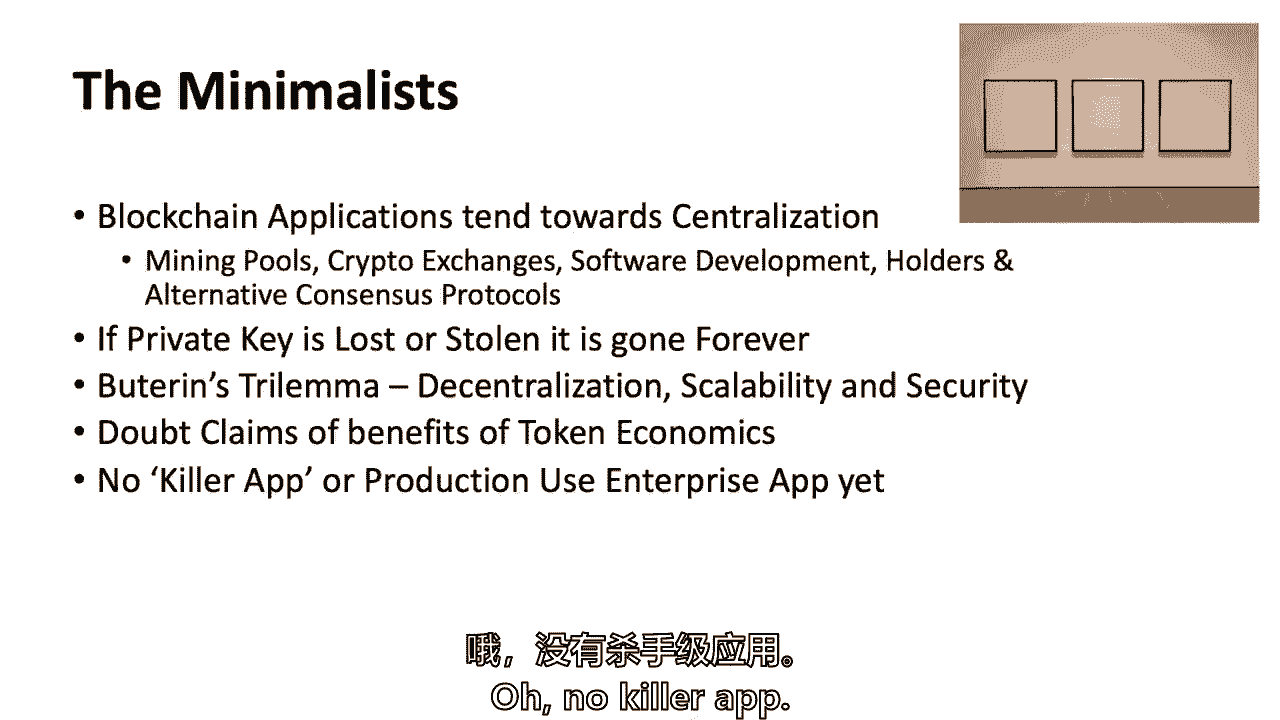 The Minimalists
• Blockchain Applications tend towards Centralization
• Mining Pools, Crypto Exchanges, Software Development, Holders &
Alternative Consensus Protocols
• If Private Key is Lost or Stolen it is gone Forever
• Buterin’s Trilemma – Decentralization, Scalability and Security
• Doubt Claims of benefits of Token Economics
• No ‘Killer App’ or Production Use Enterprise App yet
哦，没有杀手级应用。
Oh, no killer app.